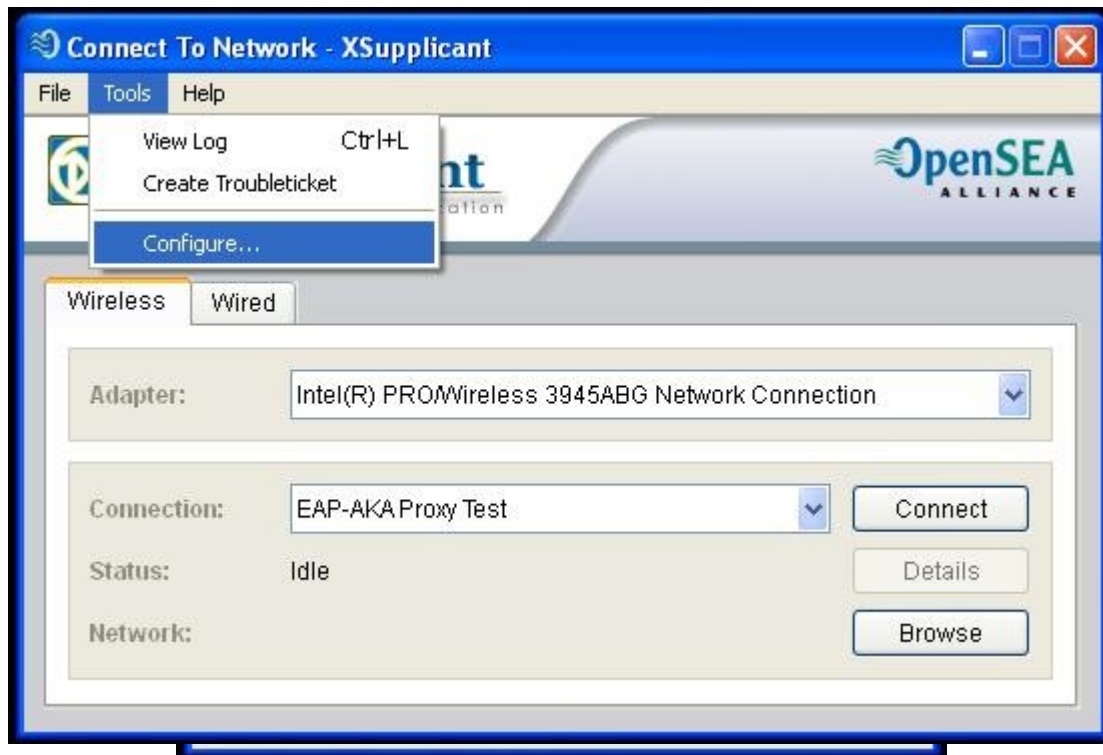 Connect To Network - XSupplicant
File Tools Help
View Log Ctrl+L
Create Troubleticket
Configure...
nt
ation
OpenSEA
ALLIANCE
Wireless Wired
Adapter: Intel(R) PRO/Wireless 3945ABG Network Connection
Connection: EAP-AKA Proxy Test Connect
Status: Idle Details
Network: Browse